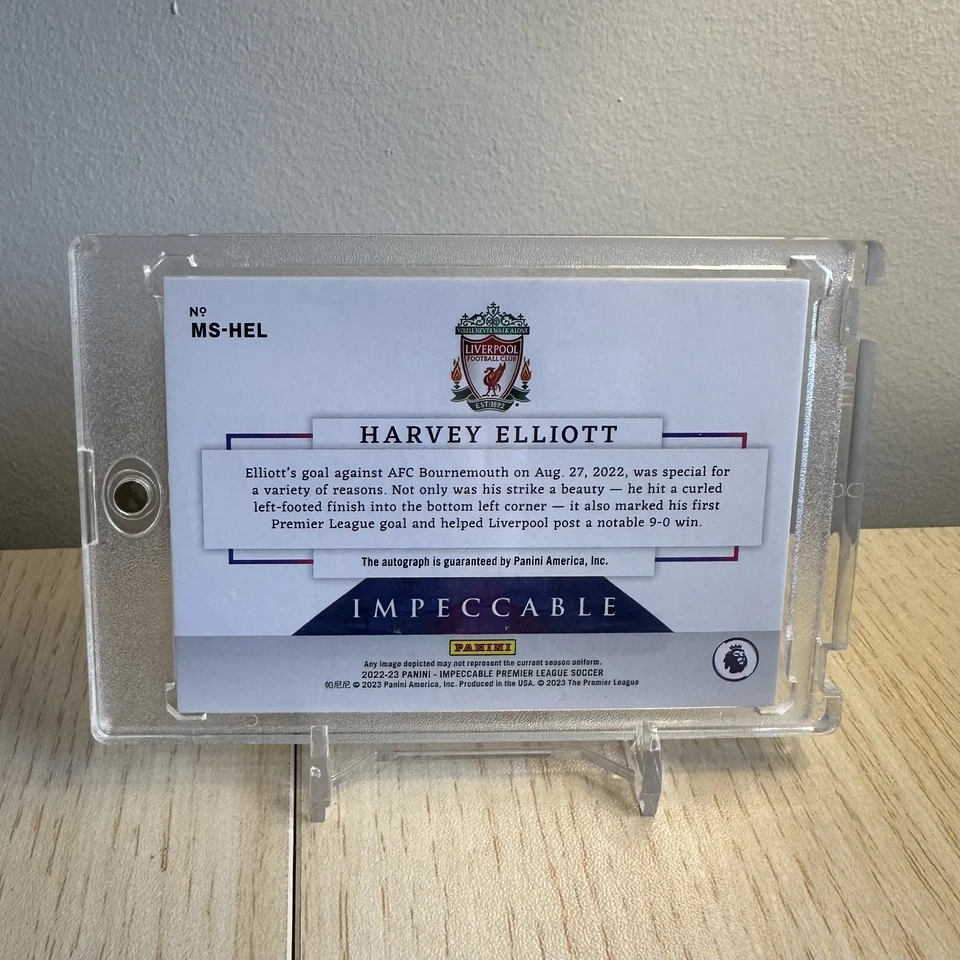 Nº
MS-HEL
YOU'LL NEVER WALK ALONE
LIVERPOOL
FOOTBALL CLUB
EST·1892
HARVEY ELLIOTT
Elliott's goal against AFC Bournemouth on Aug. 27, 2022, was special for
a variety of reasons. Not only was his strike a beauty — he hit a curled
left-footed finish into the bottom left corner — it also marked his first
Premier League goal and helped Liverpool post a notable 9-0 win.
The autograph is guaranteed by Panini America, Inc.
IMPECCABLE
PANINI
Any image depicted may not represent the current season uniform.
2022-23 PANINI - IMPECCABLE PREMIER LEAGUE SOCCER
帕尼尼 © 2023 Panini America, Inc. Produced in the USA. © 2023 The Premier League